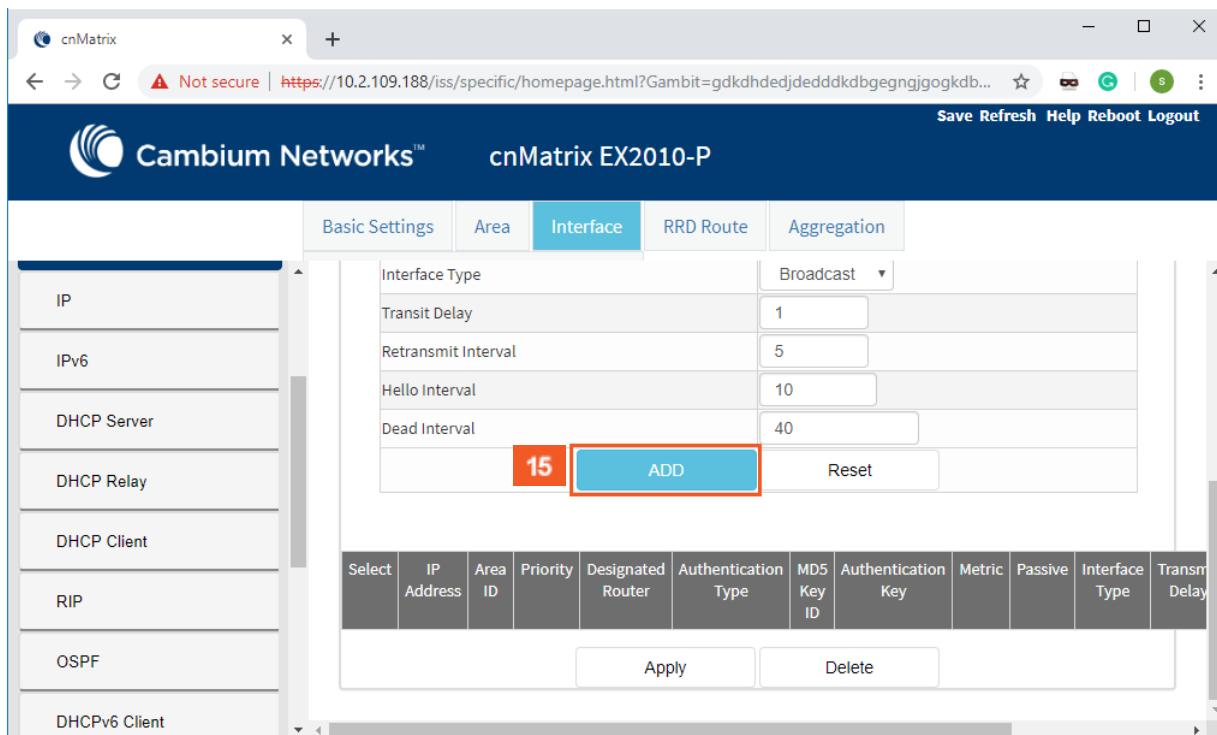 cnMatrix
Not secure | https://10.2.109.188/iss/specific/homepage.html?Gambit=gdkdhdedjdedddkdbgegngjgogkdb...
S
Save Refresh Help Reboot Logout
Cambium Networks™ cnMatrix EX2010-P
Basic Settings Area Interface RRD Route Aggregation
IP
IPv6
DHCP Server
DHCP Relay
DHCP Client
RIP
OSPF
DHCPv6 Client
Interface Type Broadcast
Transit Delay 1
Retransmit Interval 5
Hello Interval 10
Dead Interval 40
15 ADD Reset
Select IP Address Area ID Priority Designated Router Authentication Type MD5 Key ID Authentication Key Metric Passive Interface Type Transm Delay
Apply Delete